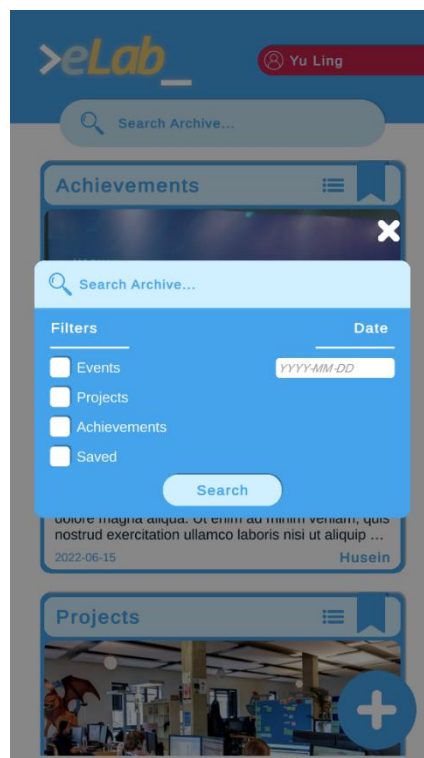 >eLab_
Yu Ling
Search Archive...
Achievements
Search Archive...
Filters
Date
Events
YYYY-MM-DD
Projects
Achievements
Saved
Search
dolore magna aliqua. Ut enim ad minim veniam, quis
nostrud exercitation ullamco laboris nisi ut aliquip ...
2022-06-15
Husein
Projects